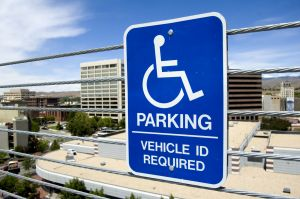 PARKING
VEHICLE ID
REQUIRED